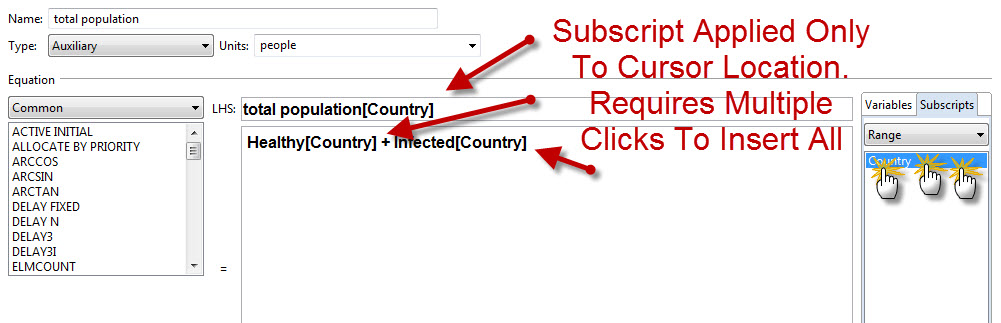 Name: total population
Type: Auxiliary Units: people
Equation
Common LHS: total population[Country]
ACTIVE INITIAL
ALLOCATE BY PRIORITY
ARCCOS
ARCSIN
ARCTAN
DELAY FIXED
DELAY N
DELAY3
DELAY3I
ELMCOUNT
=
Healthy[Country] + Infected[Country]
Subscript Applied Only
To Cursor Location.
Requires Multiple
Clicks To Insert All
Variables Subscripts
Range
Country